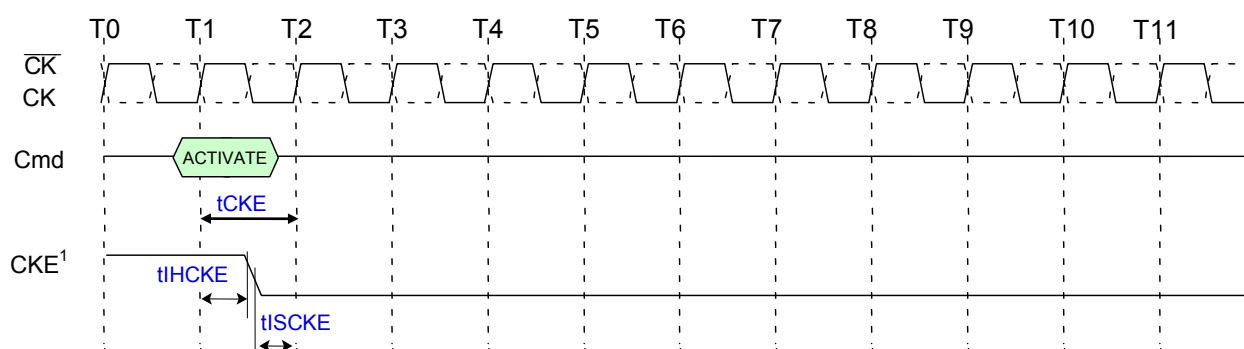 T0 T1 T2 T3 T4 T5 T6 T7 T8 T9 T10 T11
CK
CK
Cmd
ACTIVATE
tCKE
CKE1
tIHCKE
tISCKE